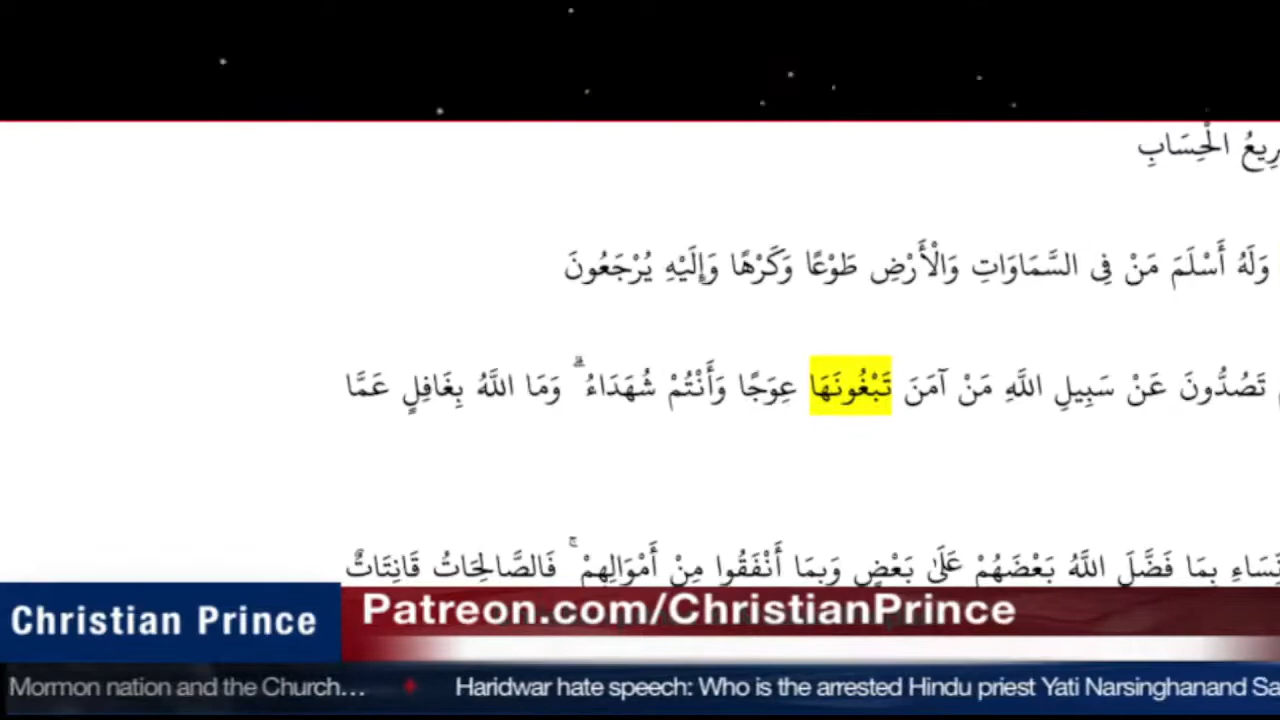 رِيعُ الْحِسَابِ
وَلَهُ أَسْلَمَ مَنْ فِي السَّمَاوَاتِ وَالْأَرْضِ طَوْعًا وَكَرْهًا وَإِلَيْهِ يُرْجَعُونَ
تَصُدُّونَ عَنْ سَبِيلِ اللَّهِ مَنْ آمَنَ تَبْغُونَهَا عِوَجًا وَأَنْتُمْ شُهَدَاءُ ۗ وَمَا اللَّهُ بِغَافِلٍ عَمَّا
نِّسَاءِ بِمَا فَضَّلَ اللَّهُ بَعْضَهُمْ عَلَىٰ بَعْضٍ وَبِمَا أَنْفَقُوا مِنْ أَمْوَالِهِمْ ۚ فَالصَّالِحَاتُ قَانِتَاتٌ
Christian Prince
Patreon.com/ChristianPrince
Mormon nation and the Church… ♦ Haridwar hate speech: Who is the arrested Hindu priest Yati Narsinghanand Sa